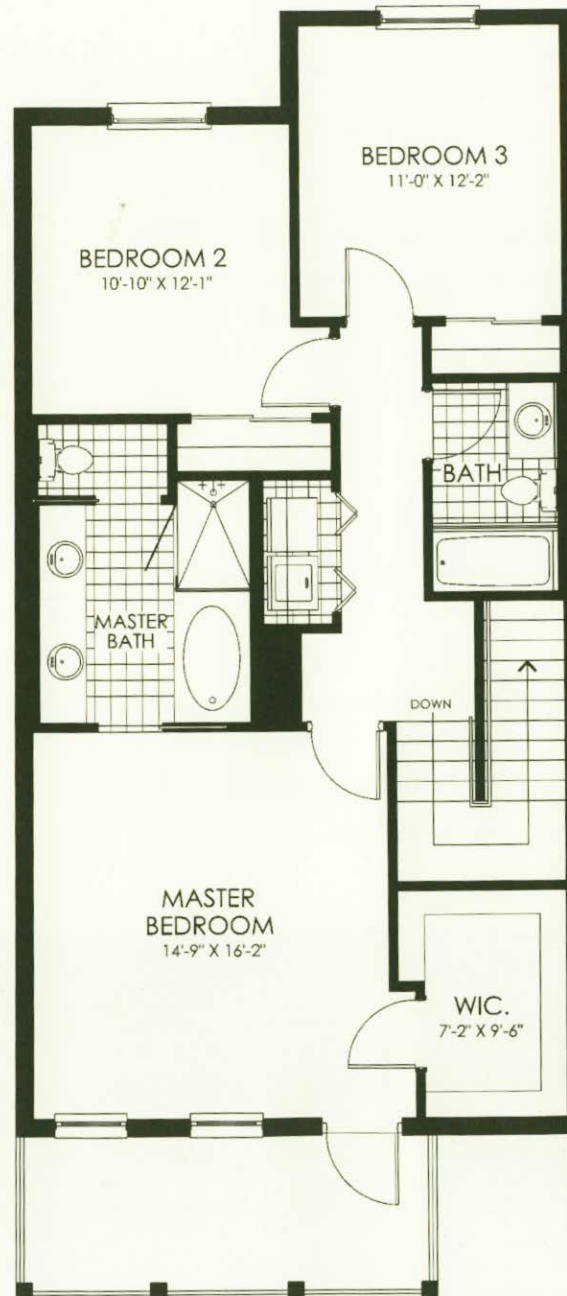 BEDROOM 3
11'-0" X 12'-2"
BEDROOM 2
10'-10" X 12'-1"
BATH
MASTER
BATH
DOWN
MASTER
BEDROOM
14'-9" X 16'-2"
WIC.
7'-2" X 9'-6"